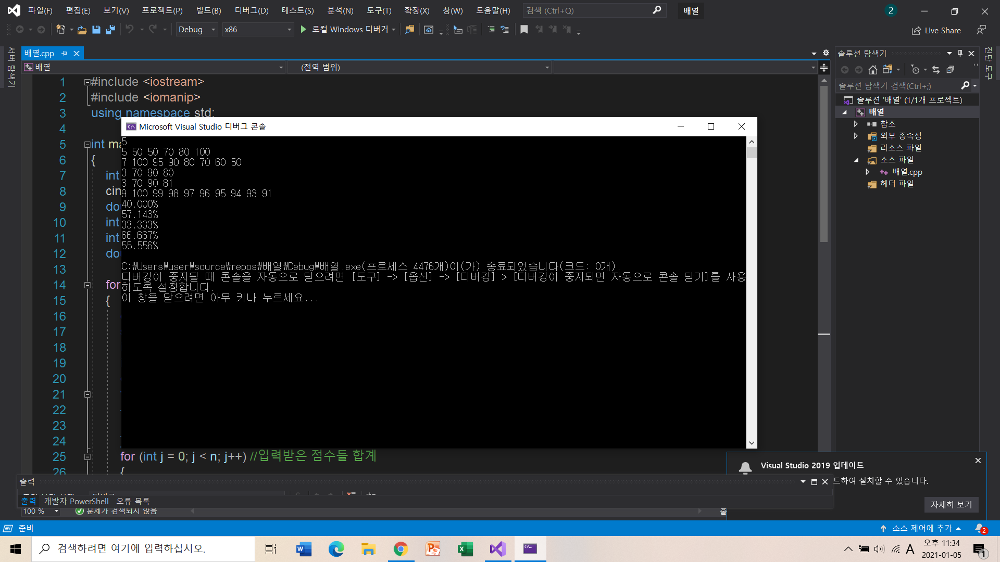 파일(F) 편집(E) 보기(V) 프로젝트(P) 빌드(B) 디버그(D) 테스트(S) 분석(N) 도구(T) 확장(X) 창(W) 도움말(H) 검색 (Ctrl+Q) 배열 2
Debug x86 로컬 Windows 디버거 Live Share
서버 탐색기
배열.cpp
배열 (전역 범위)
1 #include <iostream>
2 #include <iomanip>
3 using namespace std;
4
5 int
6 {
7 int
8 cin
9
10 int
11 int
12
13
14 for
15 {
16
17
18
19
20
21
22
23
24
25 for (int j = 0; j < n; j++) //입력받은 점수들 합계
26 {
Microsoft Visual Studio 디버그 콘솔
5
5 50 50 70 80 100
7 100 95 90 80 70 60 50
3 70 90 80
3 70 90 81
9 100 99 98 97 96 95 94 93 91
40.000%
57.143%
33.333%
66.667%
55.556%
C:₩Users₩user₩source₩repos₩배열₩Debug₩배열.exe(프로세스 4476개)이(가) 종료되었습니다(코드: 0개).
디버깅이 중지될 때 콘솔을 자동으로 닫으려면 [도구] -> [옵션] -> [디버깅] > [디버깅이 중지되면 자동으로 콘솔 닫기]를 사용
하도록 설정합니다.
이 창을 닫으려면 아무 키나 누르세요...
솔루션 탐색기
솔루션 탐색기 검색(Ctrl+;)
솔루션 '배열' (1/1개 프로젝트)
배열
참조
외부 종속성
리소스 파일
소스 파일
배열.cpp
헤더 파일
진단 도구
Visual Studio 2019 업데이트
드하여 설치할 수 있습니다.
자세히 보기
출력
출력 개발자 PowerShell 오류 목록
100 % 문제가 검색되지 않음
준비 소스 제어에 추가 2
검색하려면 여기에 입력하십시오.
A 오후 11:34
2021-01-05
1